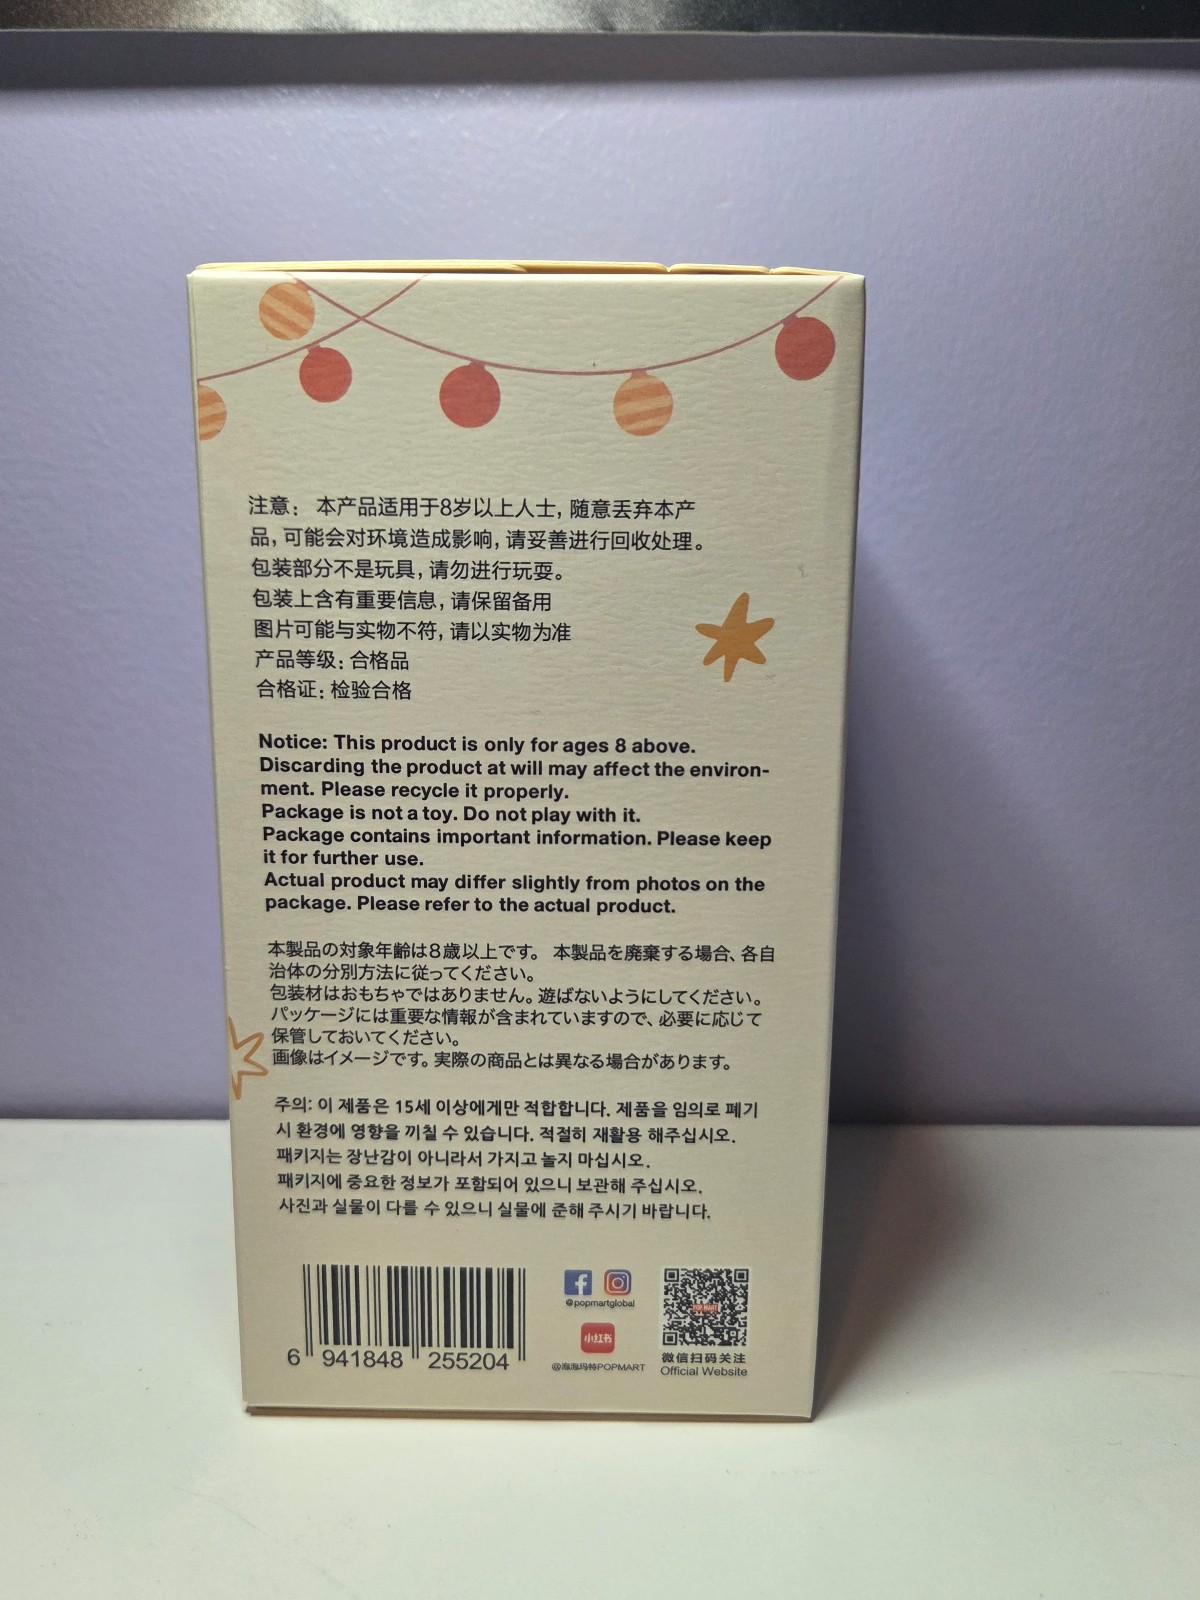 注意：本产品适用于8岁以上人士，随意丢弃本产
品，可能会对环境造成影响，请妥善进行回收处理。
包装部分不是玩具，请勿进行玩耍。
包装上含有重要信息，请保留备用
图片可能与实物不符，请以实物为准
产品等级：合格品
合格证：检验合格
Notice: This product is only for ages 8 above.
Discarding the product at will may affect the environ-
ment. Please recycle it properly.
Package is not a toy. Do not play with it.
Package contains important information. Please keep
it for further use.
Actual product may differ slightly from photos on the
package. Please refer to the actual product.
本製品の対象年齢は8歳以上です。本製品を廃棄する場合、各自
治体の分別方法に従ってください。
包装材はおもちゃではありません。遊ばないようにしてください。
パッケージには重要な情報が含まれていますので、必要に応じて
保管しておいてください。
画像はイメージです。実際の商品とは異なる場合があります。
주의: 이 제품은 15세 이상에게만 적합합니다. 제품을 임의로 폐기
시 환경에 영향을 끼칠 수 있습니다. 적절히 재활용 해주십시오.
패키지는 장난감이 아니라서 가지고 놀지 마십시오.
패키지에 중요한 정보가 포함되어 있으니 보관해 주십시오.
사진과 실물이 다를 수 있으니 실물에 준해 주시기 바랍니다.
6 941848 255204
@popmartglobal
小红书
@泡泡玛特POPMART
POP MART
微信扫码关注
Official Website